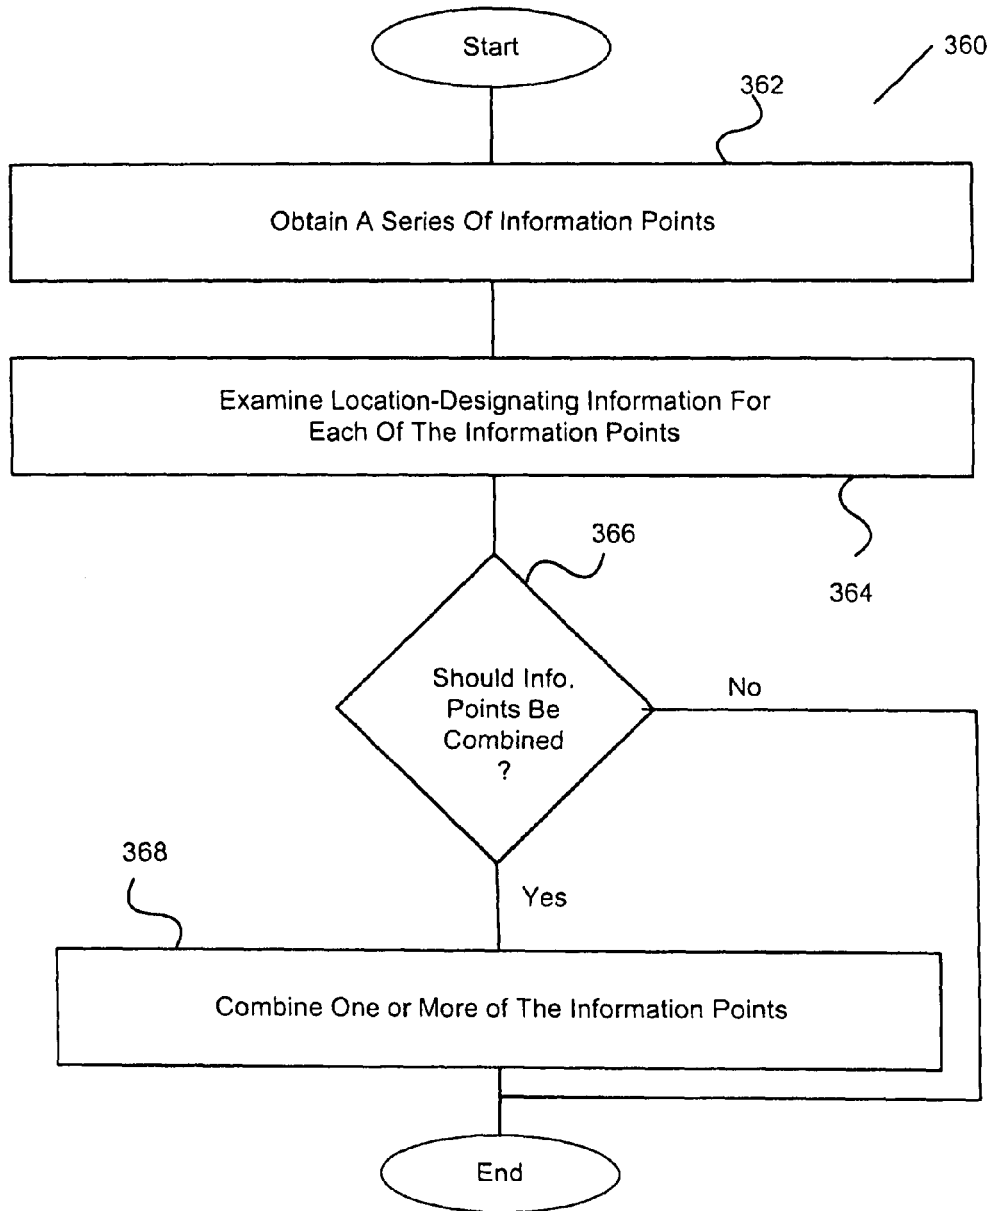 Start
360
362
Obtain A Series Of Information Points
Examine Location-Designating Information For
Each Of The Information Points
364
366
Should Info.
Points Be
Combined
?
No
Yes
368
Combine One or More of The Information Points
End